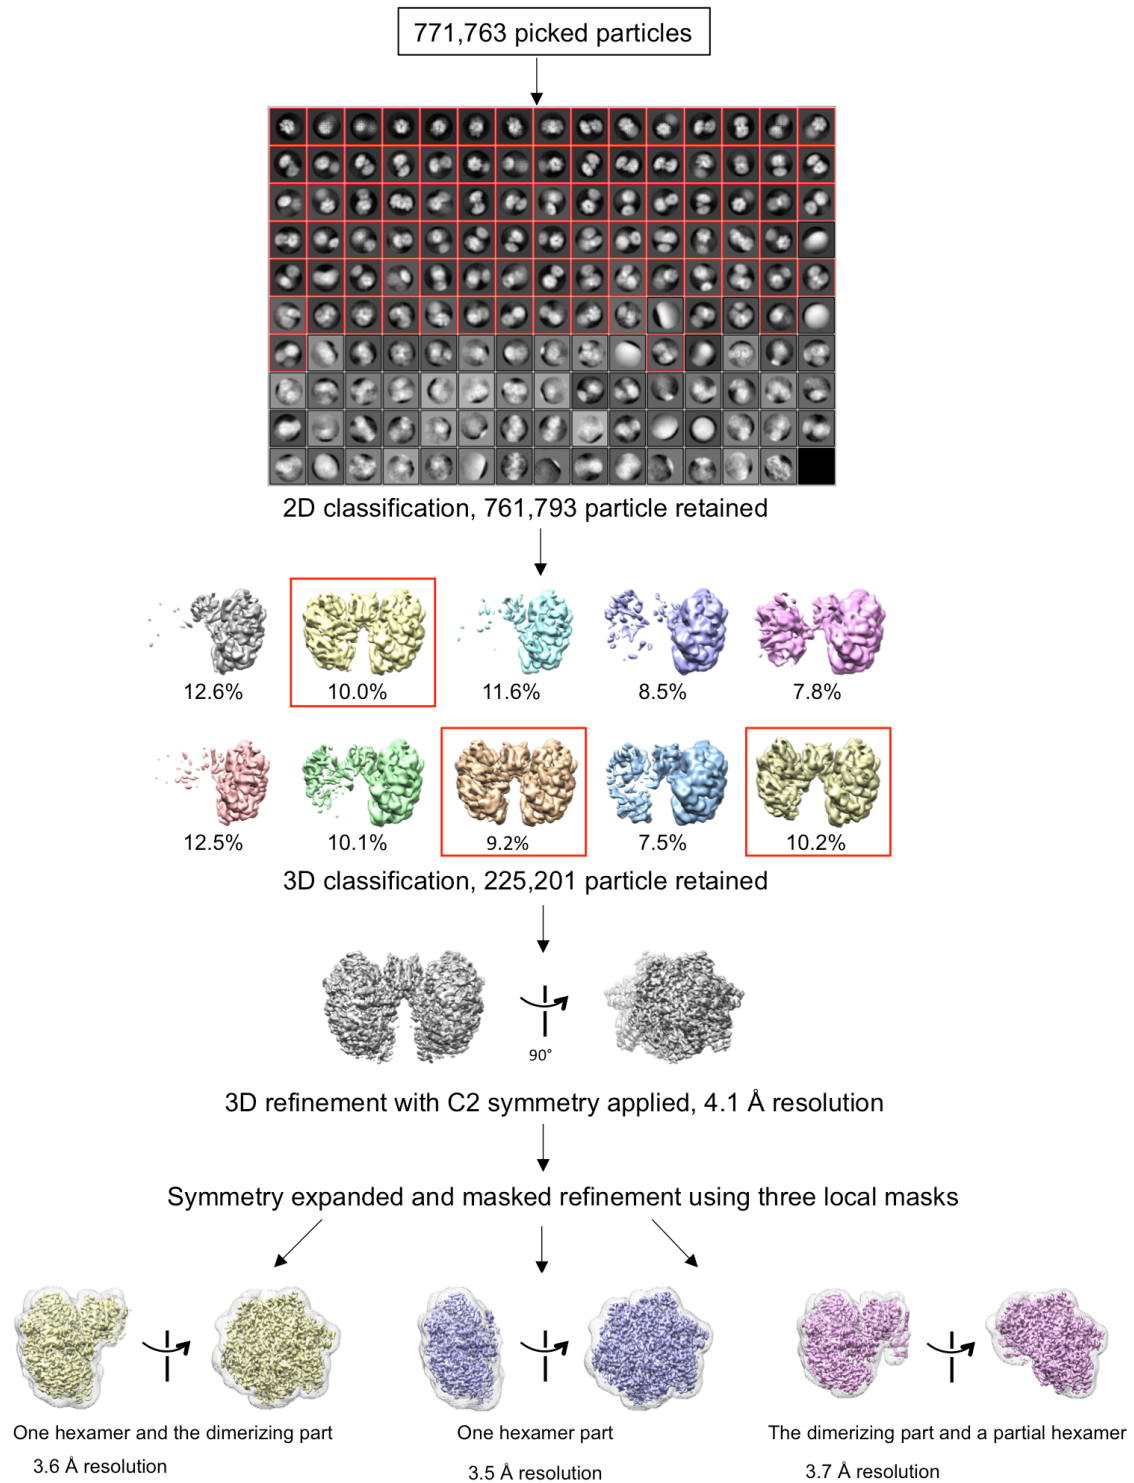 771,763 picked particles
2D classification, 761,793 particle retained
12.6% 10.0% 11.6% 8.5% 7.8%
12.5% 10.1% 9.2% 7.5% 10.2%
3D classification, 225,201 particle retained
90°
3D refinement with C2 symmetry applied, 4.1 Å resolution
Symmetry expanded and masked refinement using three local masks
One hexamer and the dimerizing part
3.6 Å resolution
One hexamer part
3.5 Å resolution
The dimerizing part and a partial hexamer
3.7 Å resolution